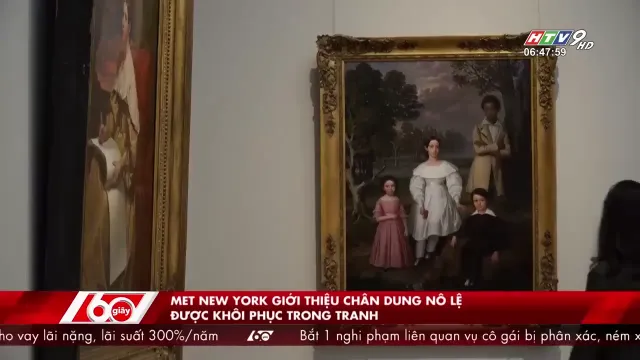 HTV9 HD
06:47:59
60 giây
MET NEW YORK GIỚI THIỆU CHÂN DUNG NÔ LỆ
ĐƯỢC KHÔI PHỤC TRONG TRANH
ho vay lãi nặng, lãi suất 300%/năm Bắt 1 nghi phạm liên quan vụ cô gái bị phân xác, ném x